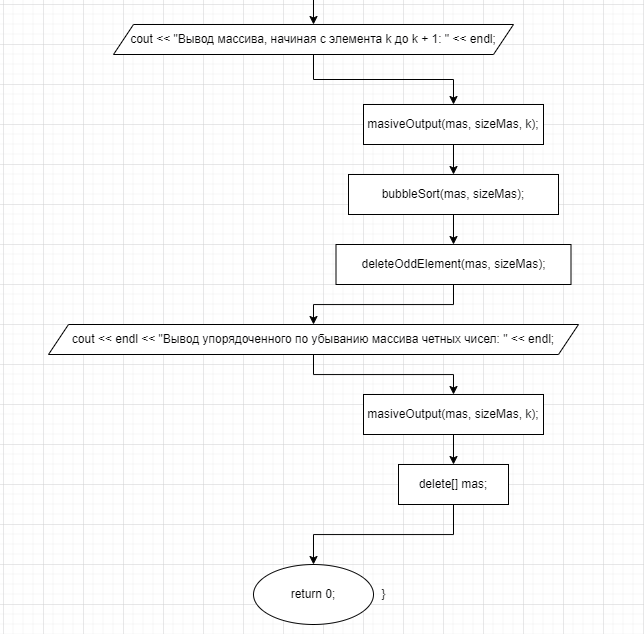 cout << "Вывод массива, начиная с элемента k до k + 1: " << endl;
masiveOutput(mas, sizeMas, k);
bubbleSort(mas, sizeMas);
deleteOddElement(mas, sizeMas);
cout << endl << "Вывод упорядоченного по убыванию массива четных чисел: " << endl;
masiveOutput(mas, sizeMas, k);
delete[] mas;
return 0; }